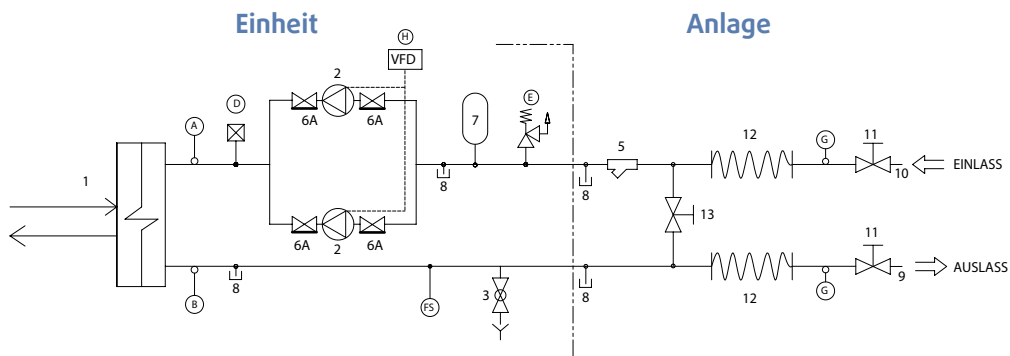 Einheit Anlage
H
VFD
2
D
E
6A 6A
A
7
5
12
G
11
1
8
8
10
EINLASS
13
6A 6A
2
11
8
3
8
12
G
9
AUSLASS
B
FS